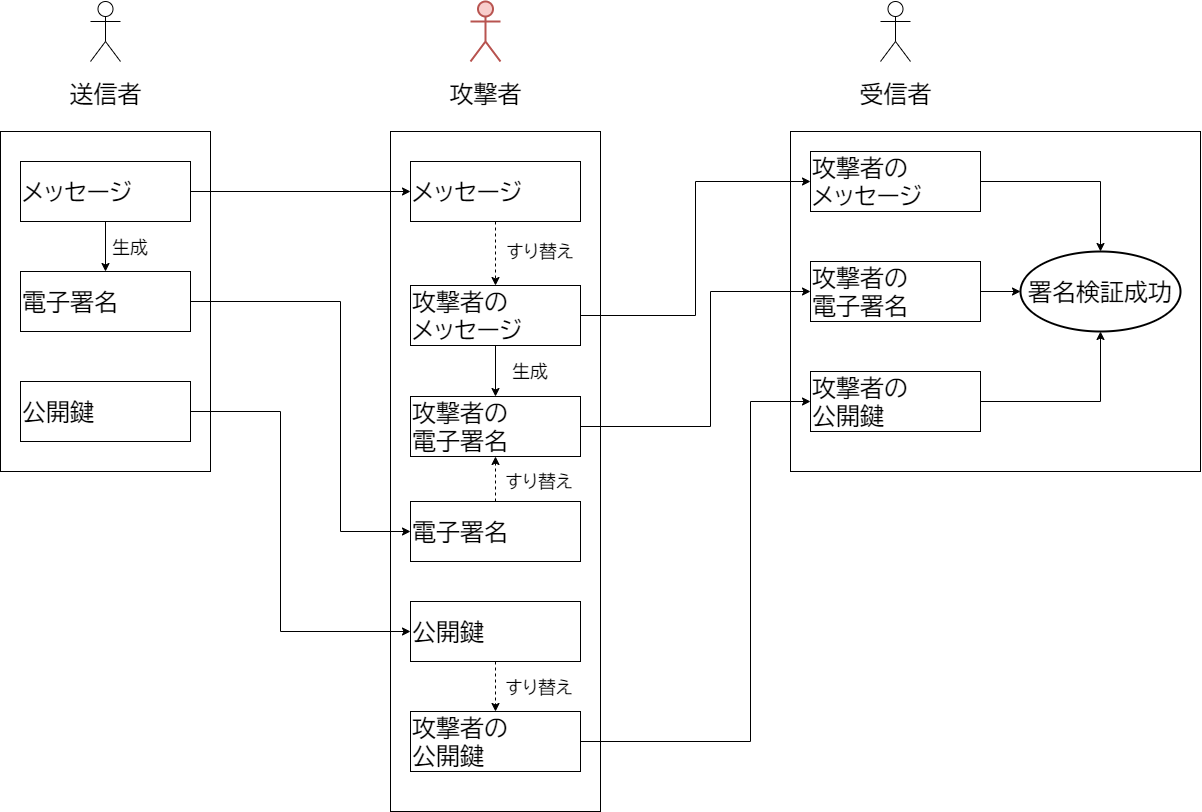 送信者
攻撃者
受信者
メッセージ
生成
電子署名
公開鍵
メッセージ
すり替え
攻撃者の
メッセージ
生成
攻撃者の
電子署名
すり替え
電子署名
公開鍵
すり替え
攻撃者の
公開鍵
攻撃者の
メッセージ
攻撃者の
電子署名
攻撃者の
公開鍵
署名検証成功